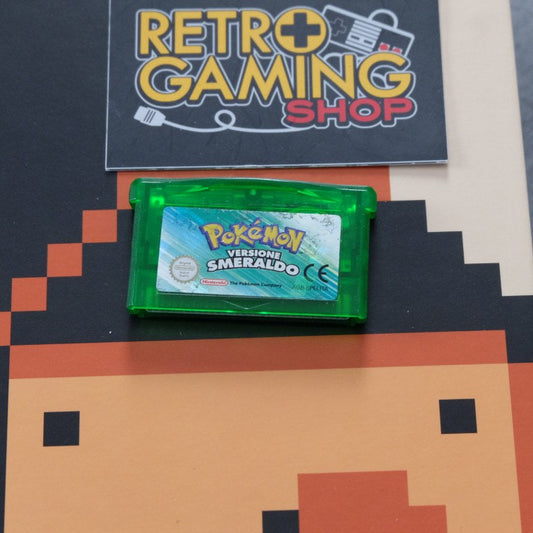 RETRO
GAMING
SHOP
POKéMON
VERSIONE
SMERALDO
CE
Nintendo
The Pokémon Company